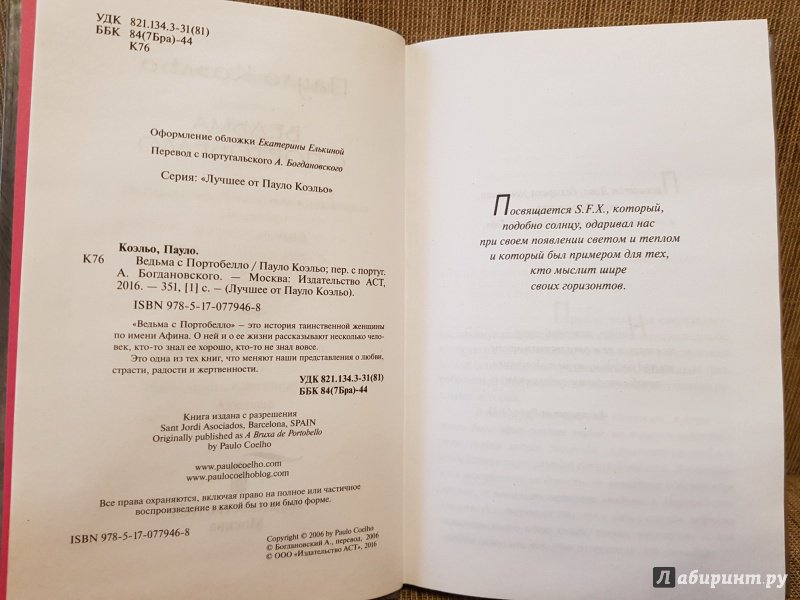 УДК 821.134.3-31(81)
ББК 84(7Бра)-44
К76
Оформление обложки Екатерины Елькиной
Перевод с португальского А. Богдановского
Серия: «Лучшее от Пауло Коэльо»
Коэльо, Пауло.
К76 Ведьма с Портобелло / Пауло Коэльо; пер. с португ.
А. Богдановского. — Москва: Издательство АСТ,
2016. — 351, [1] с. — (Лучшее от Пауло Коэльо).
ISBN 978-5-17-077946-8
«Ведьма с Портобелло» — это история таинственной женщины
по имени Афина. О ней и о ее жизни рассказывают несколько чело-
век, кто-то знал ее хорошо, кто-то не знал вовсе.
Это одна из тех книг, что меняют наши представления о любви,
страсти, радости и жертвенности.
УДК 821.134.3-31(81)
ББК 84(7Бра)-44
Книга издана с разрешения
Sant Jordi Asociados, Barcelona, SPAIN
Originally published as A Bruxa de Portobello
by Paulo Coelho
www.paulocoelho.com
www.paulocoelhoblog.com
Все права охраняются, включая право на полное или частичное
воспроизведение в какой бы то ни было форме.
ISBN 978-5-17-077946-8
Copyright © 2006 by Paulo Coelho
© Богдановский А., перевод, 2006
© ООО «Издательство АСТ», 2016
Посвящается S.F.X., который,
подобно солнцу, одаривал нас
при своем появлении светом и теплом
и который был примером для тех,
кто мыслит шире
своих горизонтов.
Лабиринт.ру